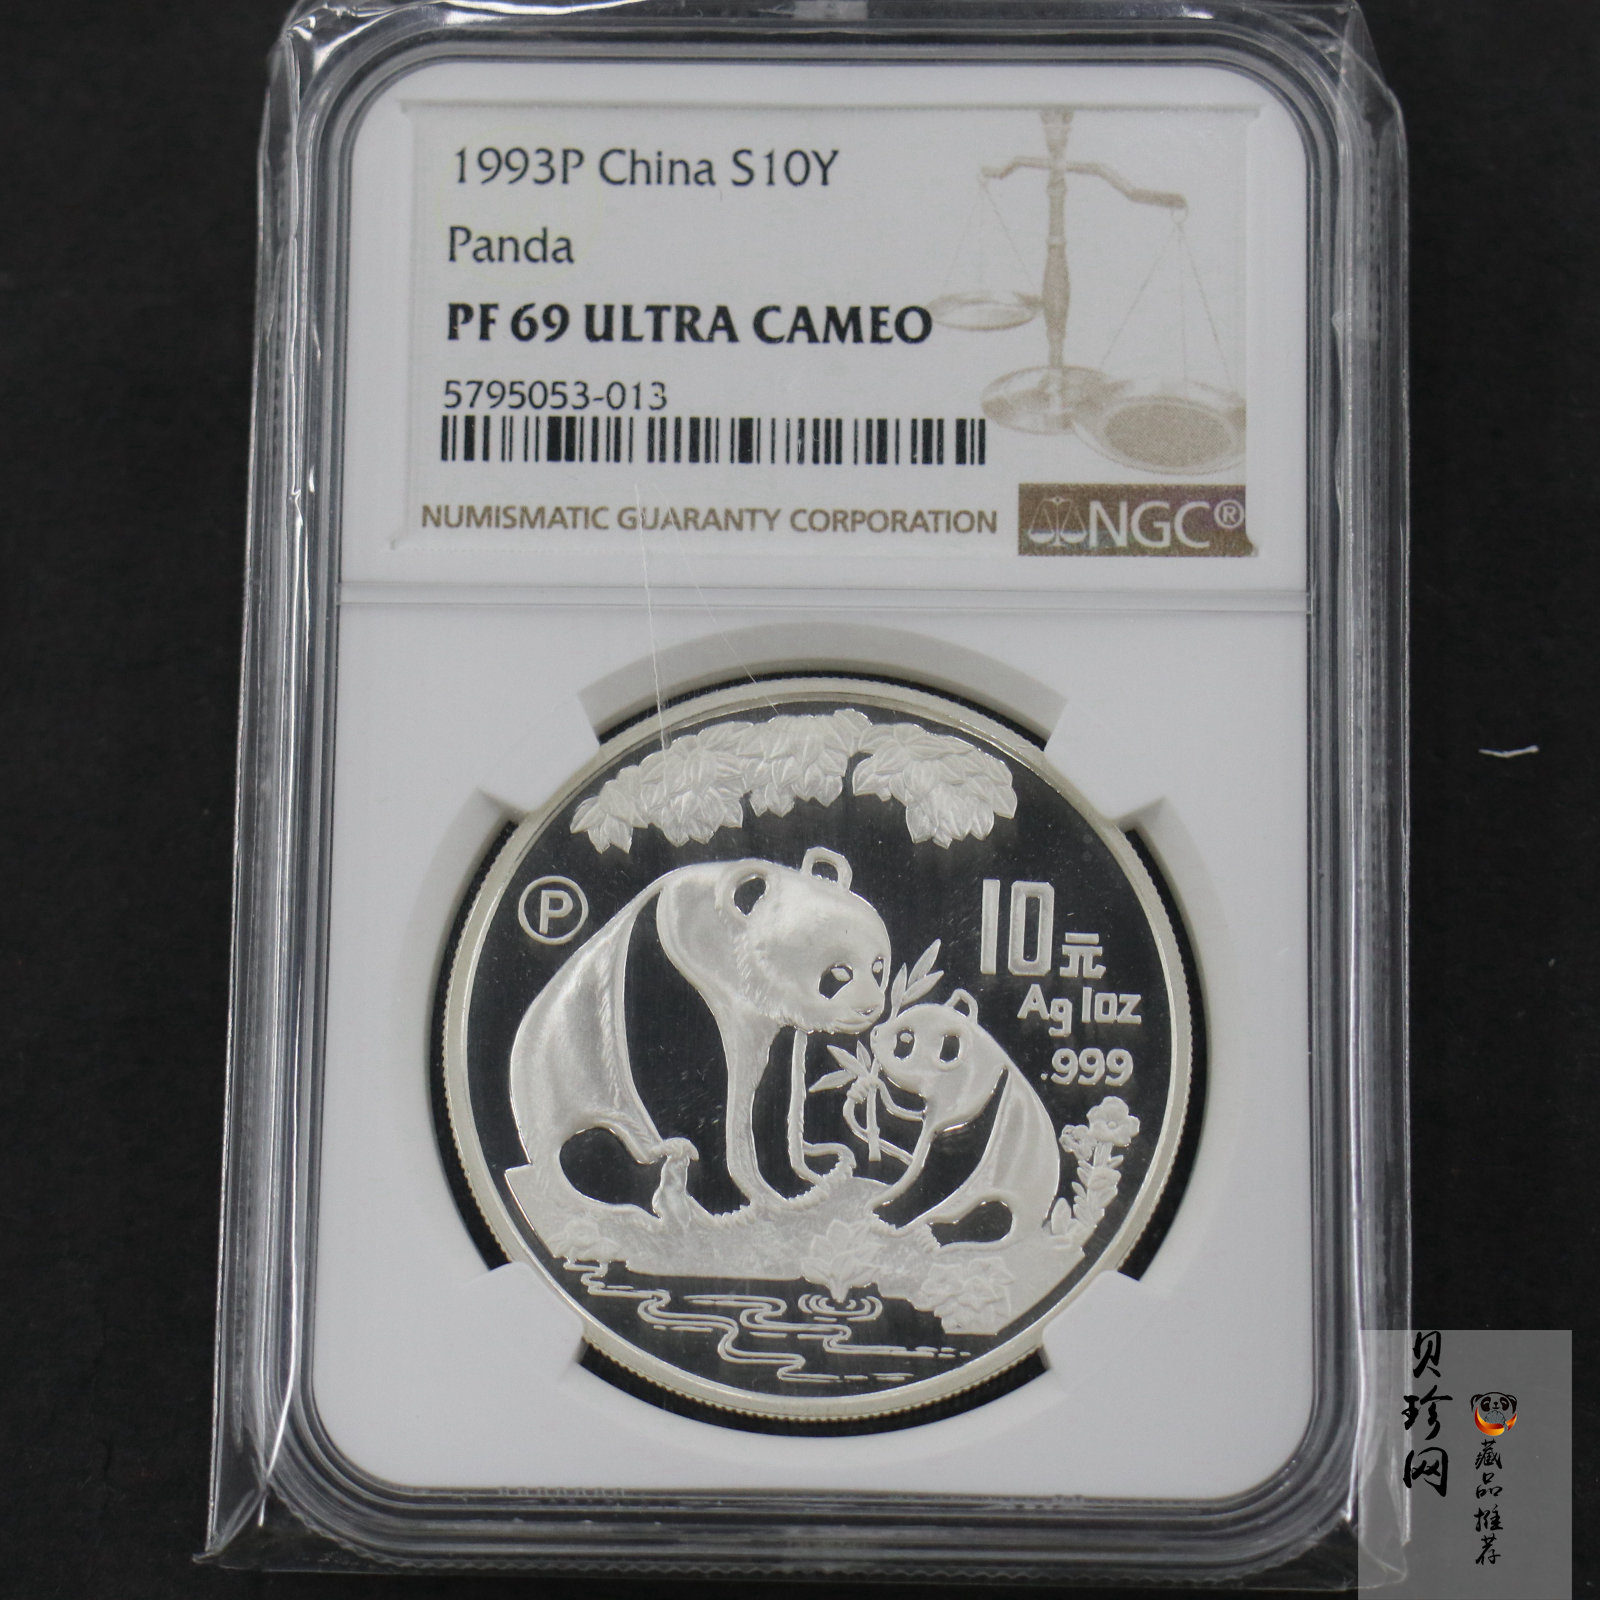 1993P China S10Y
Panda
PF 69 ULTRA CAMEO
5795053-013
NUMISMATIC GUARANTY CORPORATION
NGC®
P
10元
Ag 1oz
.999
贝珍网
藏品推荐